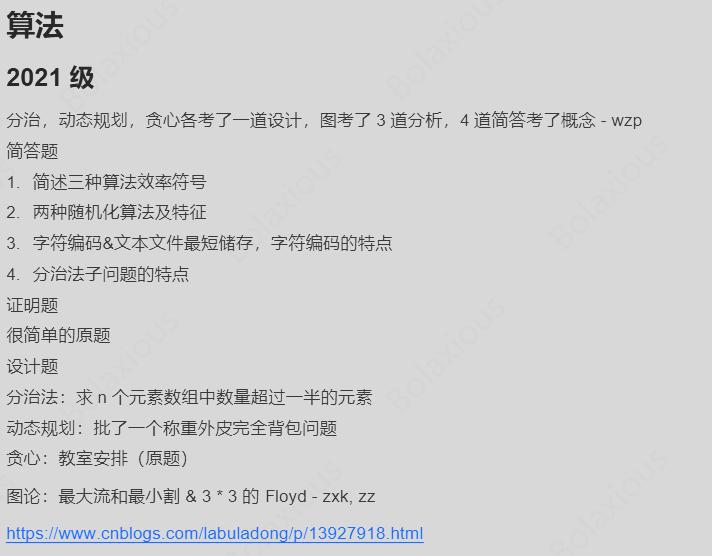 算法
2021 级
分治，动态规划，贪心各考了一道设计，图考了 3 道分析，4 道简答考了概念 - wzp
简答题
1. 简述三种算法效率符号
2. 两种随机化算法及特征
3. 字符编码&文本文件最短储存，字符编码的特点
4. 分治法子问题的特点
证明题
很简单的原题
设计题
分治法：求 n 个元素数组中数量超过一半的元素
动态规划：批了一个称重外皮完全背包问题
贪心：教室安排（原题）
图论：最大流和最小割 & 3 * 3 的 Floyd - zxk, zz
https://www.cnblogs.com/labuladong/p/13927918.html
Bolaxious
Bolaxious
Bolaxious
Bolaxious
Bolaxious
Bolaxious
Bolaxious
Bolaxious
Bolaxious
Bolaxious